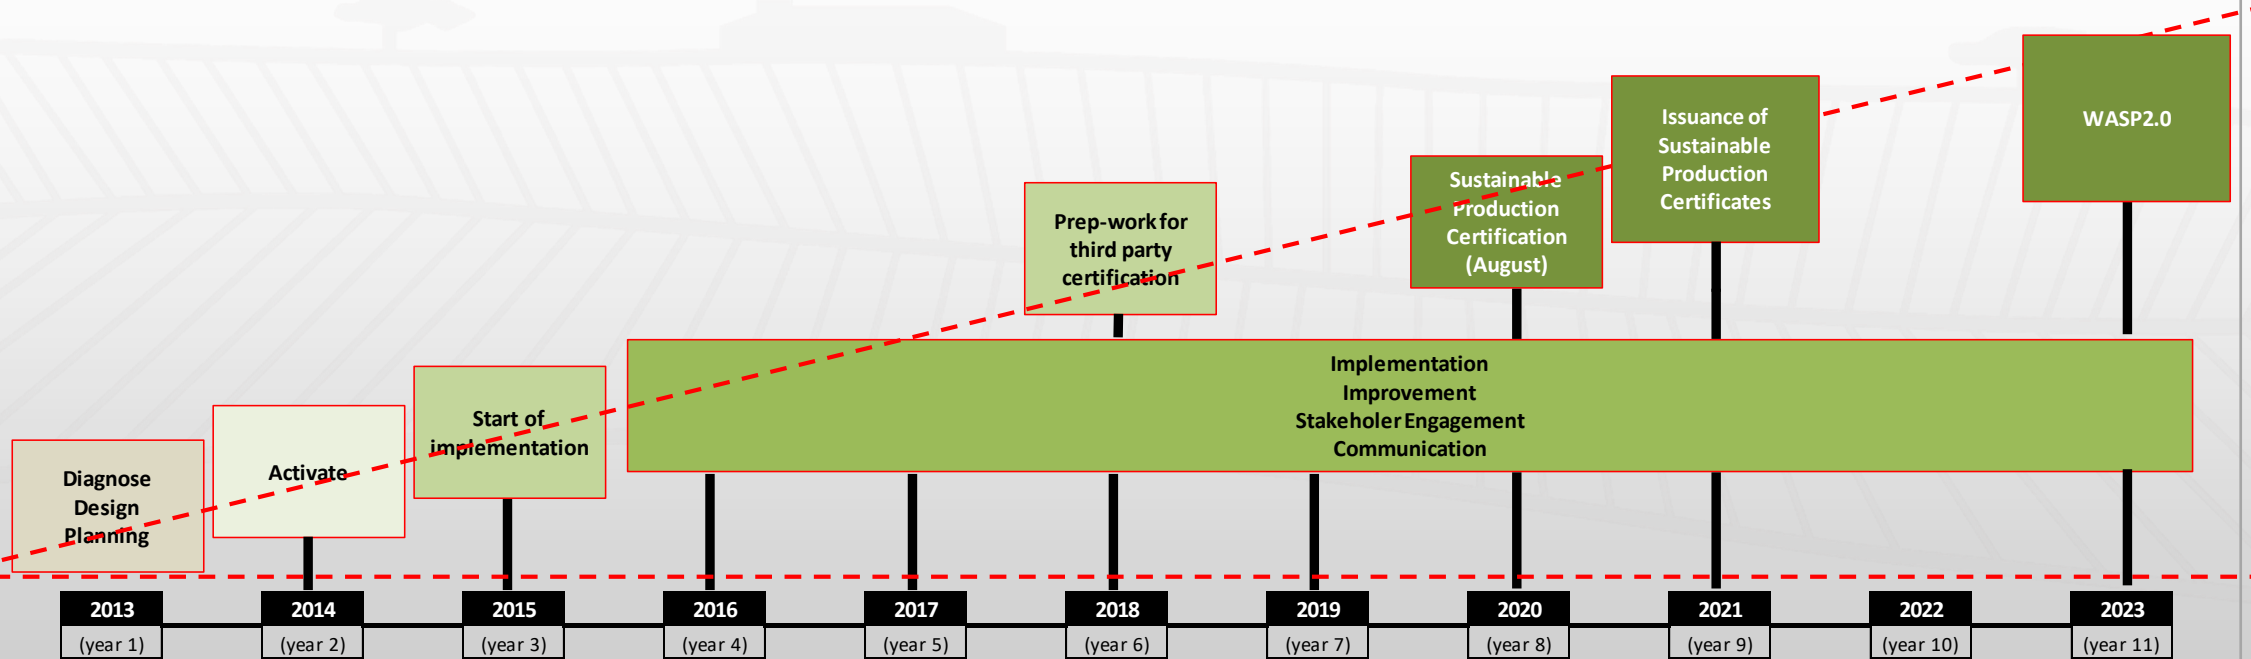 WASP2.0
Issuance of
Sustainable
Production
Certificates
Sustainable
Production
Certification
(August)
Prep-work for
third party
certification
Implementation
Improvement
Stakeholer Engagement
Communication
Start of
implementation
Activate
Diagnose
Design
Planning
2013 2014 2015 2016 2017 2018 2019 2020 2021 2022 2023
(year 1) (year 2) (year 3) (year 4) (year 5) (year 6) (year 7) (year 8) (year 9) (year 10) (year 11)